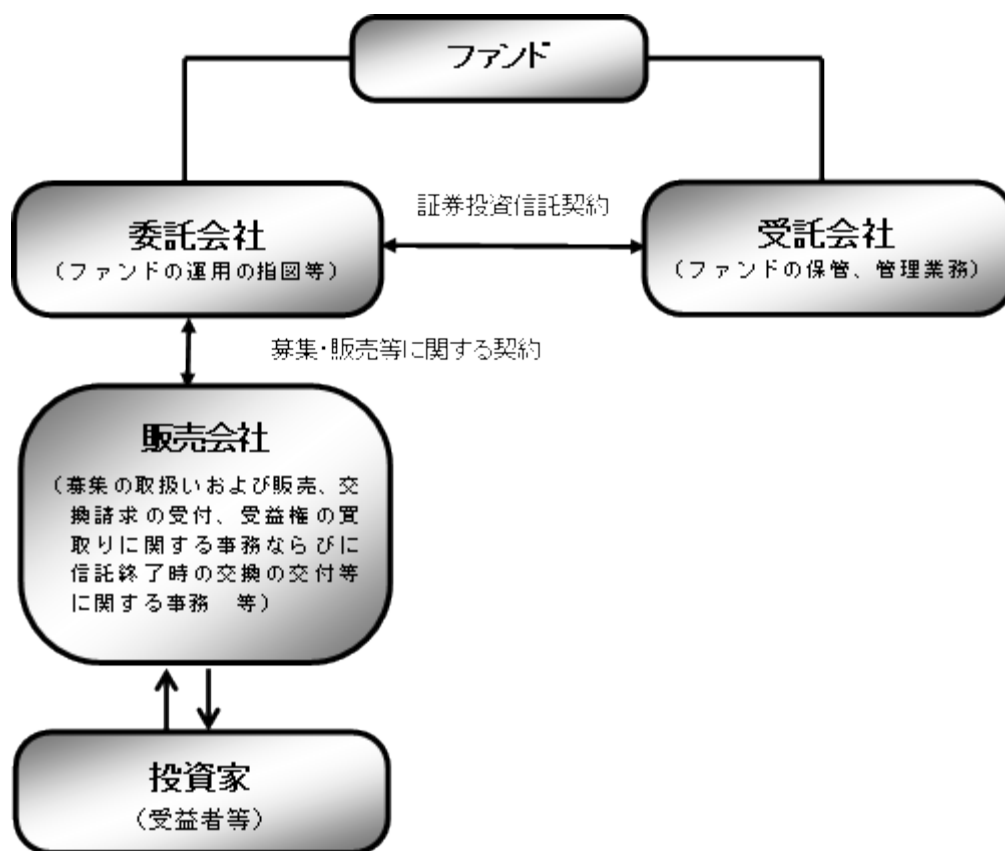 ファンド
委託会社
（ファンドの運用の指図等）
証券投資信託契約
受託会社
（ファンドの保管、管理業務）
募集・販売等に関する契約
販売会社
（募集の取扱いおよび販売、交
換請求の受付、受益権の買
取りに関する事務ならびに
信託終了時の交換の交付等
に関する事務　等）
投資家
（受益者等）